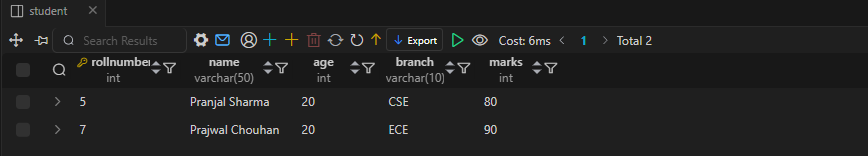 student
Search Results Export Cost: 6ms 1 Total 2
rollnumber name age branch marks
int varchar(50) int varchar(10) int
5 Pranjal Sharma 20 CSE 80
7 Prajwal Chouhan 20 ECE 90